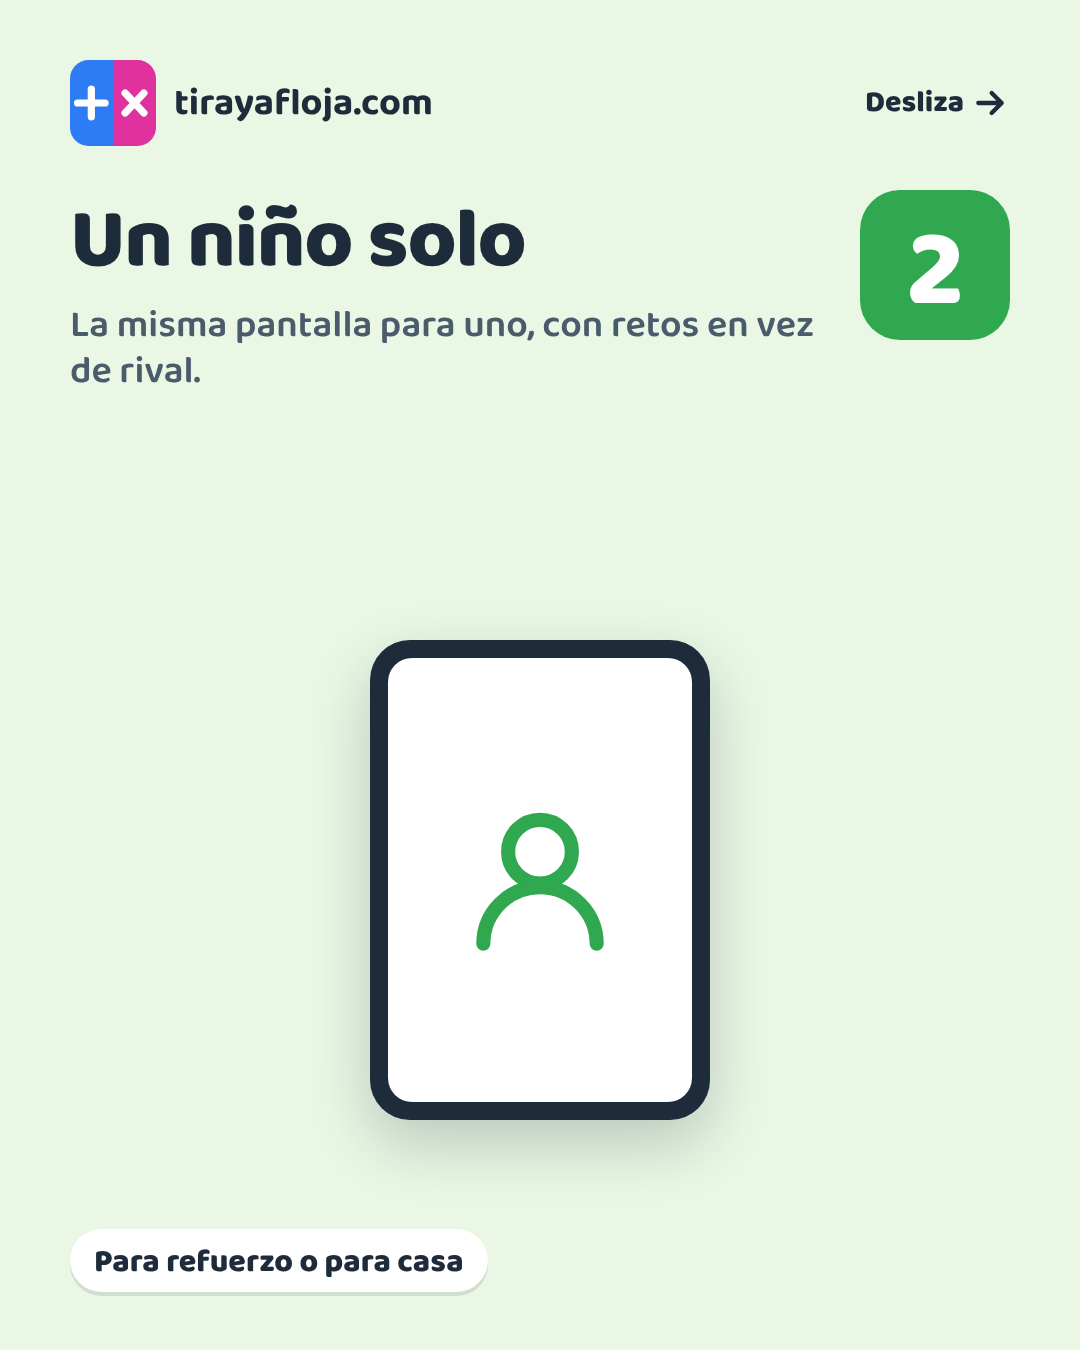 tirayafloja.com
Desliza →
Un niño solo
2
La misma pantalla para uno, con retos en vez
de rival.
Para refuerzo o para casa